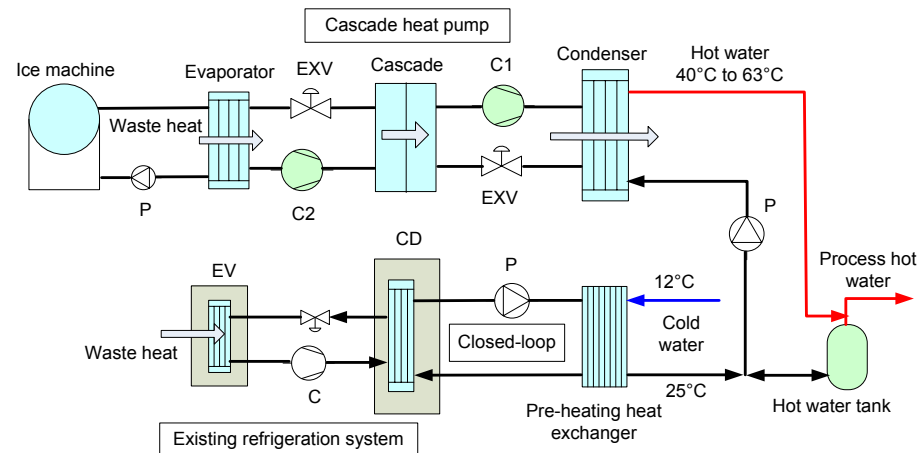 Cascade heat pump
Ice machine
Evaporator
EXV
Cascade
C1
Condenser
Hot water
40°C to 63°C
Waste heat
P
C2
EXV
P
EV
CD
P
12°C
Process hot
water
Waste heat
Closed-loop
Cold
water
C
25°C
Pre-heating heat
exchanger
Hot water tank
Existing refrigeration system